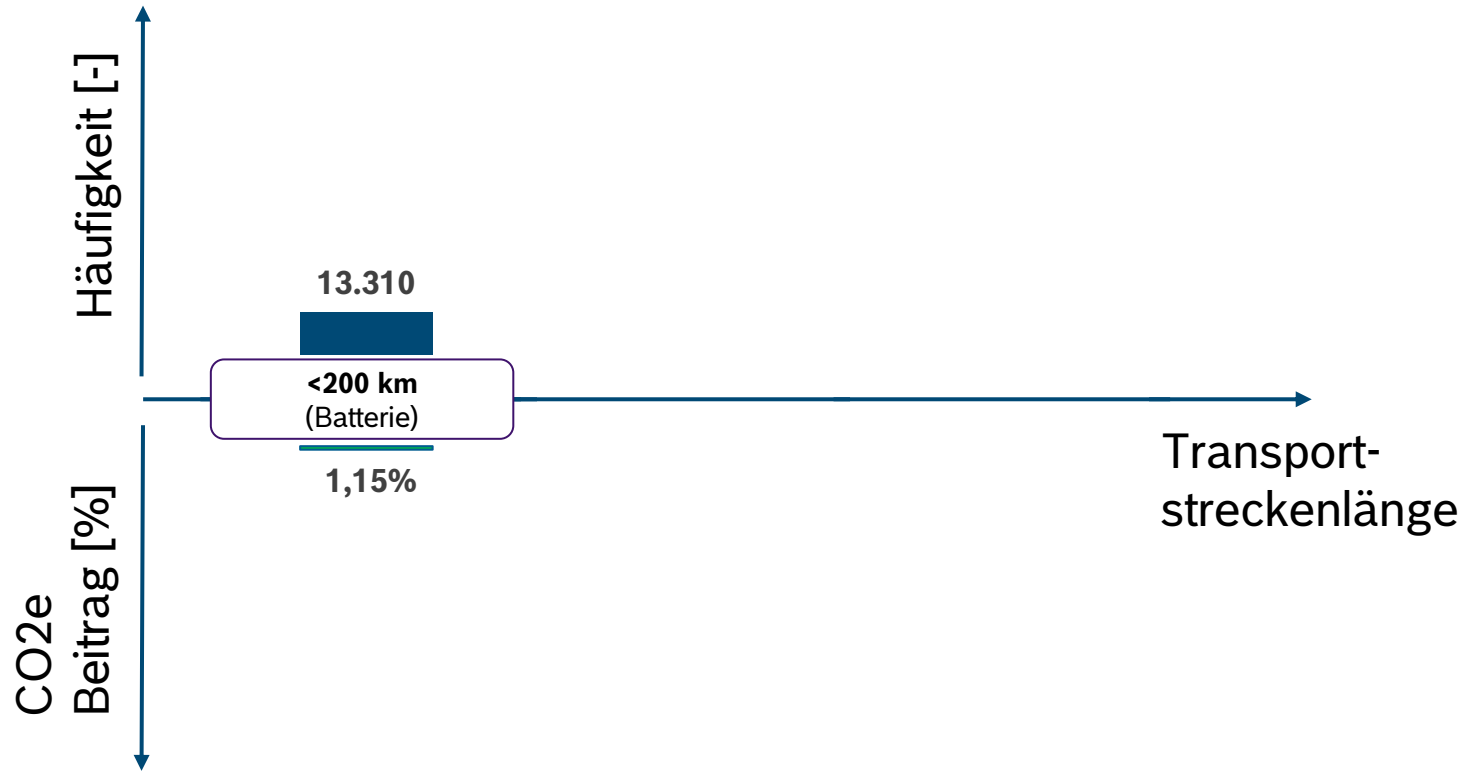 Häufigkeit [-]
13.310
<200 km
(Batterie)
1,15%
Transport-
streckenlänge
CO2e
Beitrag [%]